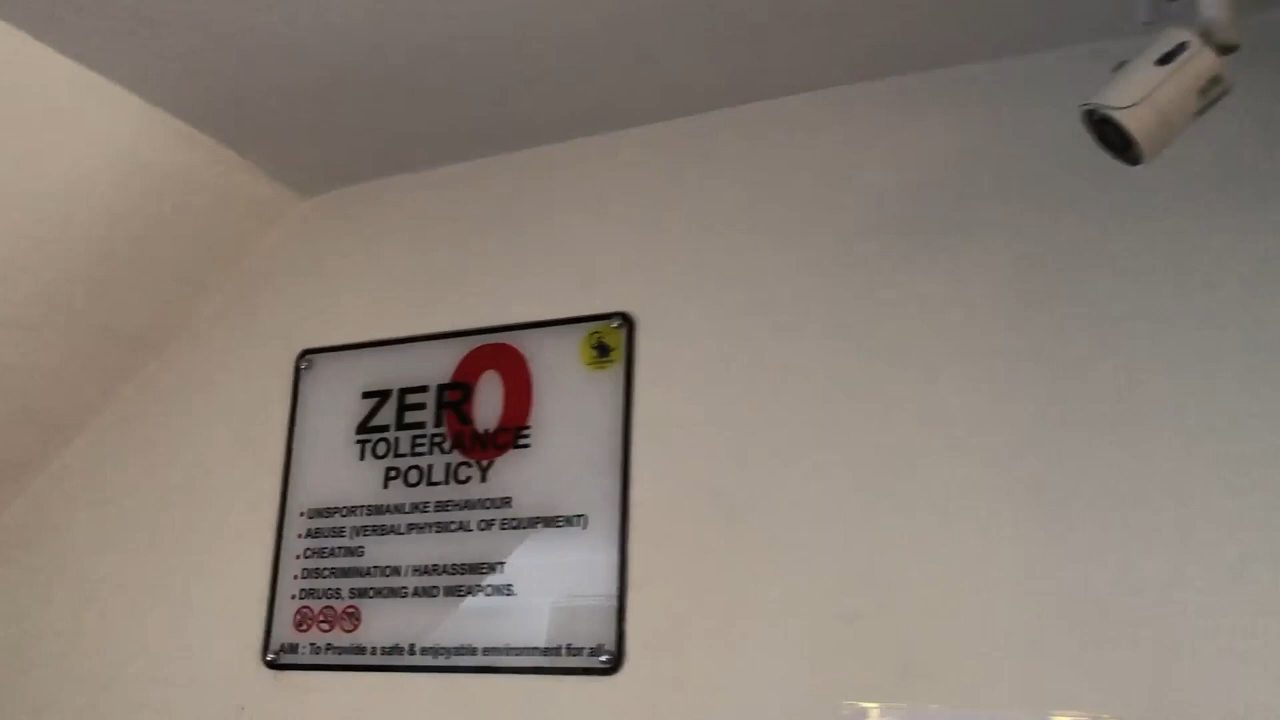 ZERO
TOLERANCE
POLICY
• UNSPORTSMANLIKE BEHAVIOUR
• ABUSE (VERBAL/PHYSICAL OF EQUIPMENT)
• CHEATING
• DISCRIMINATION / HARASSMENT
• DRUGS, SMOKING AND WEAPONS.
AIM : To Provide a safe & enjoyable environment for all.